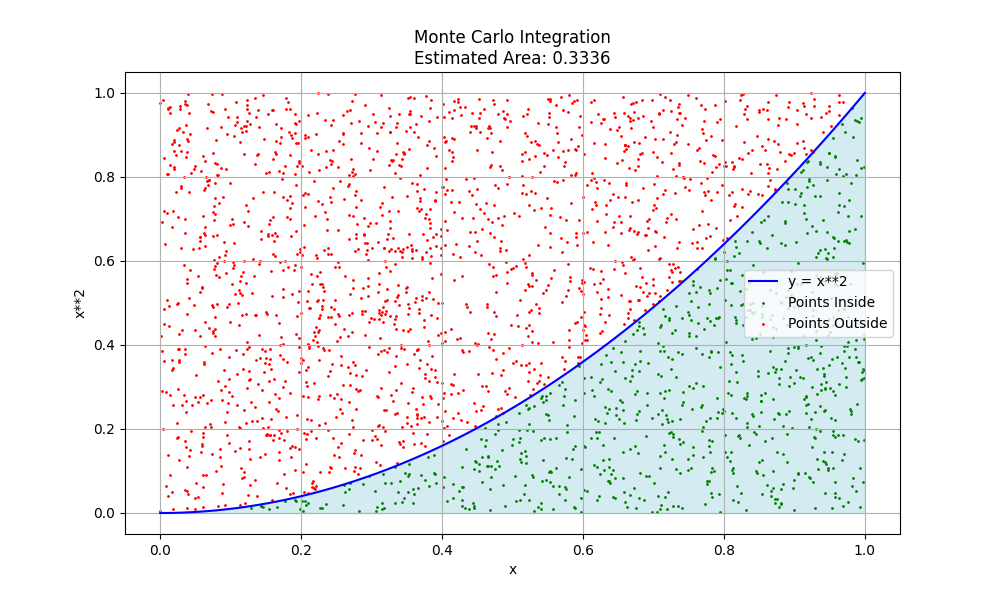 Monte Carlo Integration
Estimated Area: 0.3336
x**2
1.0
0.8
0.6
0.4
0.2
0.0
y = x**2
Points Inside
Points Outside
0.0 0.2 0.4 0.6 0.8 1.0
x